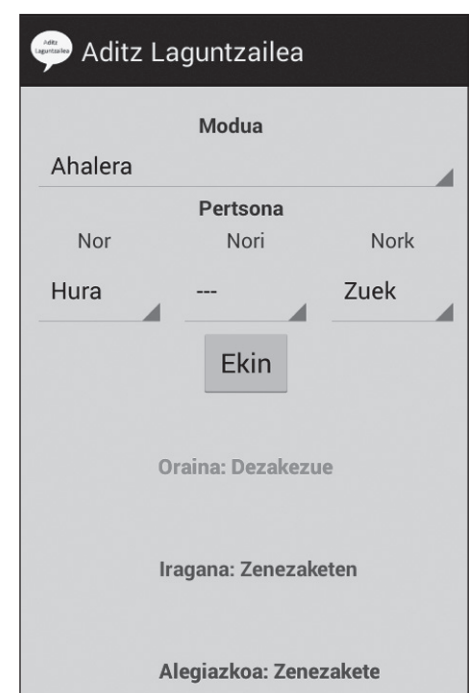 Aditz
Laguntzailea
Aditz Laguntzailea
Modua
Ahalera
Pertsona
Nor Nori Nork
Hura --- Zuek
Ekin
Oraina: Dezakezue
Iragana: Zenezaketen
Alegiazkoa: Zenezakete